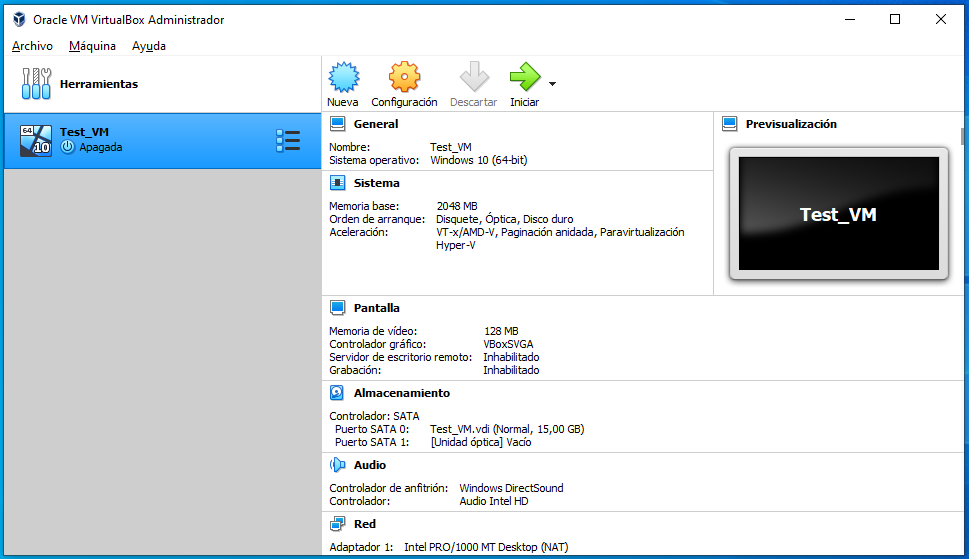 Oracle VM VirtualBox Administrador
Archivo Máquina Ayuda
Herramientas
Nueva Configuración Descartar Iniciar
64
10
Test_VM
Apagada
General
Nombre: Test_VM
Sistema operativo: Windows 10 (64-bit)
Sistema
Memoria base: 2048 MB
Orden de arranque: Disquete, Óptica, Disco duro
Aceleración: VT-x/AMD-V, Paginación anidada, Paravirtualización
Hyper-V
Previsualización
Test_VM
Pantalla
Memoria de vídeo: 128 MB
Controlador gráfico: VBoxSVGA
Servidor de escritorio remoto: Inhabilitado
Grabación: Inhabilitado
Almacenamiento
Controlador: SATA
Puerto SATA 0: Test_VM.vdi (Normal, 15,00 GB)
Puerto SATA 1: [Unidad óptica] Vacío
Audio
Controlador de anfitrión: Windows DirectSound
Controlador: Audio Intel HD
Red
Adaptador 1: Intel PRO/1000 MT Desktop (NAT)